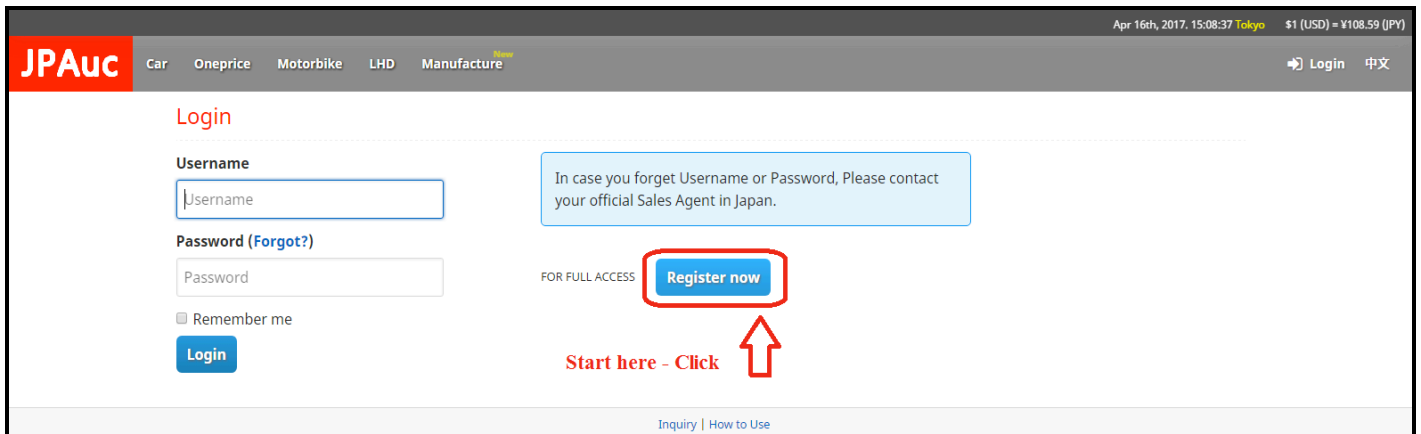 Apr 16th, 2017. 15:08:37 Tokyo $1 (USD) = ¥108.59 (JPY)
JPAuc Car Oneprice Motorbike LHD Manufacture New Login 中文
Login
Username
Username
In case you forget Username or Password, Please contact
your official Sales Agent in Japan.
Password (Forgot?)
Password
FOR FULL ACCESS Register now
Remember me
Login
Start here - Click
Inquiry | How to Use